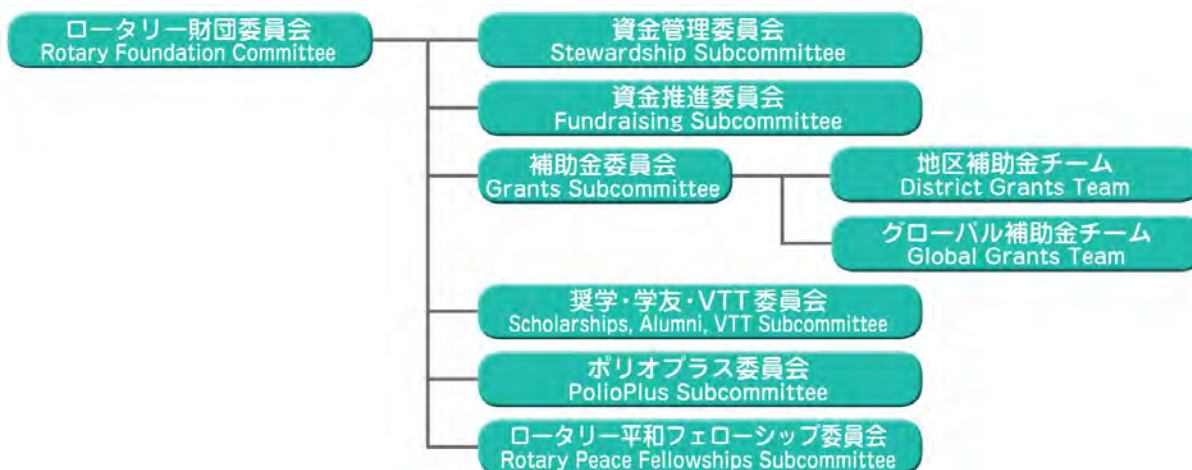 ロータリー財団委員会
Rotary Foundation Committee
資金管理委員会
Stewardship Subcommittee
資金推進委員会
Fundraising Subcommittee
補助金委員会
Grants Subcommittee
地区補助金チーム
District Grants Team
グローバル補助金チーム
Global Grants Team
奨学・学友・VTT委員会
Scholarships, Alumni, VTT Subcommittee
ポリオプラス委員会
PolioPlus Subcommittee
ロータリー平和フェローシップ委員会
Rotary Peace Fellowships Subcommittee